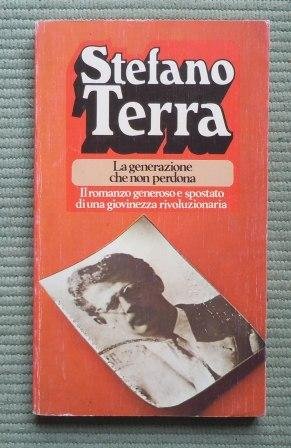 Stefano
Terra
La generazione
che non perdona
Il romanzo generoso e spostato
di una giovinezza rivoluzionaria